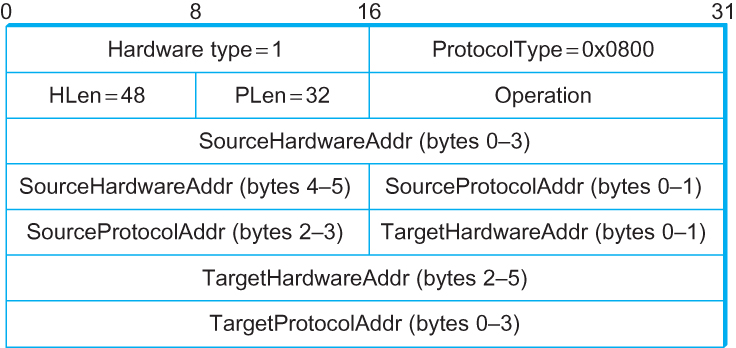 0 8 16 31
Hardware type=1 ProtocolType=0x0800
HLen=48 PLen=32 Operation
SourceHardwareAddr (bytes 0–3)
SourceHardwareAddr (bytes 4–5) SourceProtocolAddr (bytes 0–1)
SourceProtocolAddr (bytes 2–3) TargetHardwareAddr (bytes 0–1)
TargetHardwareAddr (bytes 2–5)
TargetProtocolAddr (bytes 0–3)